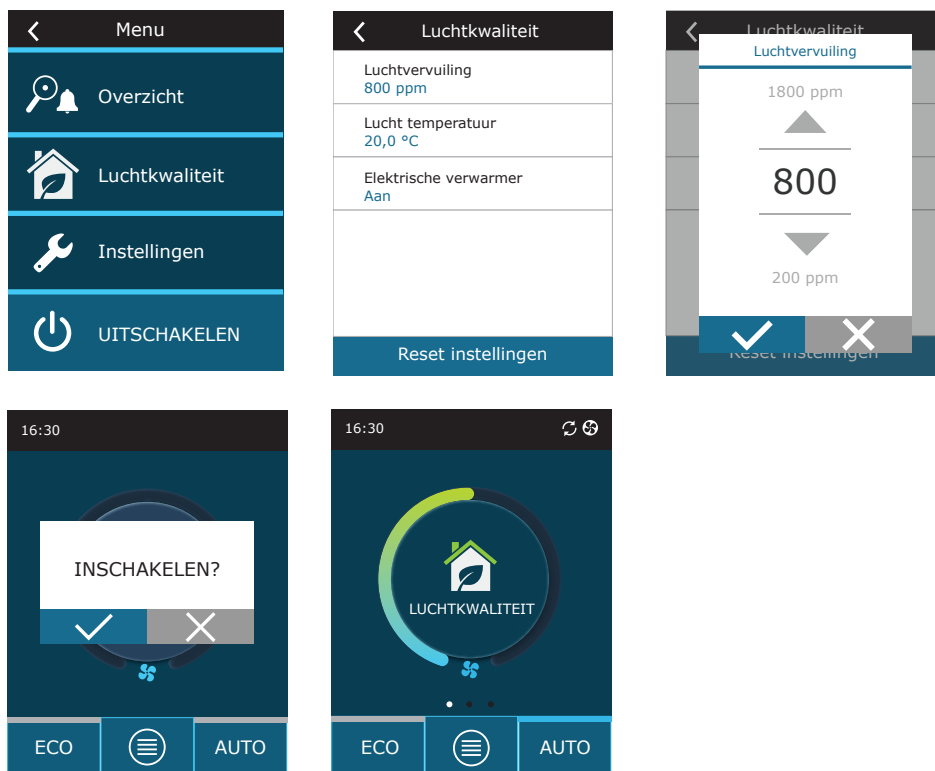 Menu
Overzicht
Luchtkwaliteit
Instellingen
UITSCHAKELEN
Luchtkwaliteit
Luchtvervuiling
800 ppm
Lucht temperatuur
20,0 °C
Elektrische verwarmer
Aan
Reset instellingen
Luchtkwaliteit
Luchtvervuiling
1800 ppm
800
200 ppm
Reset instellingen
16:30
INSCHAKELEN?
ECO
AUTO
16:30
LUCHTKWALITEIT
ECO
AUTO